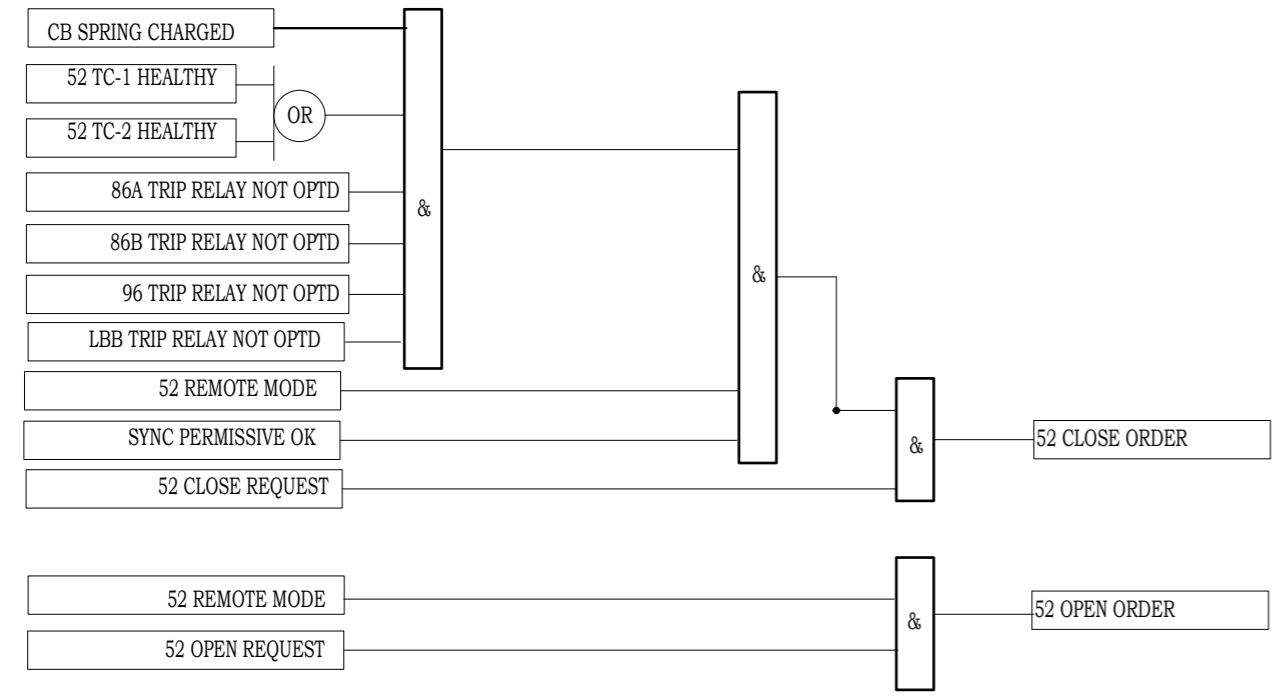 CB SPRING CHARGED
52 TC-1 HEALTHY
OR
52 TC-2 HEALTHY
86A TRIP RELAY NOT OPTD
&
86B TRIP RELAY NOT OPTD
&
96 TRIP RELAY NOT OPTD
LBB TRIP RELAY NOT OPTD
52 REMOTE MODE
SYNC PERMISSIVE OK
&
52 CLOSE ORDER
52 CLOSE REQUEST
52 REMOTE MODE
&
52 OPEN ORDER
52 OPEN REQUEST